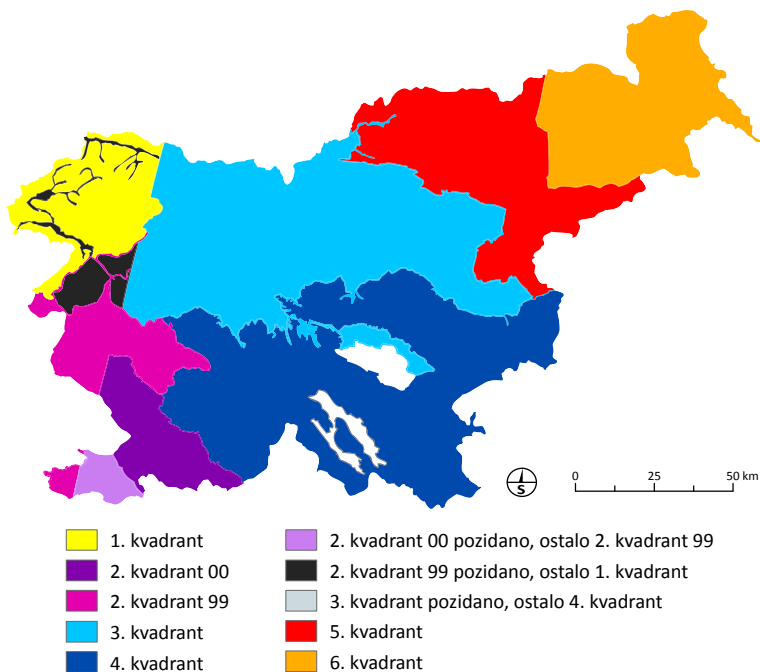 S
0 25 50 km
1. kvadrant
2. kvadrant 00
2. kvadrant 99
3. kvadrant
4. kvadrant
2. kvadrant 00 pozidano, ostalo 2. kvadrant 99
2. kvadrant 99 pozidano, ostalo 1. kvadrant
3. kvadrant pozidano, ostalo 4. kvadrant
5. kvadrant
6. kvadrant